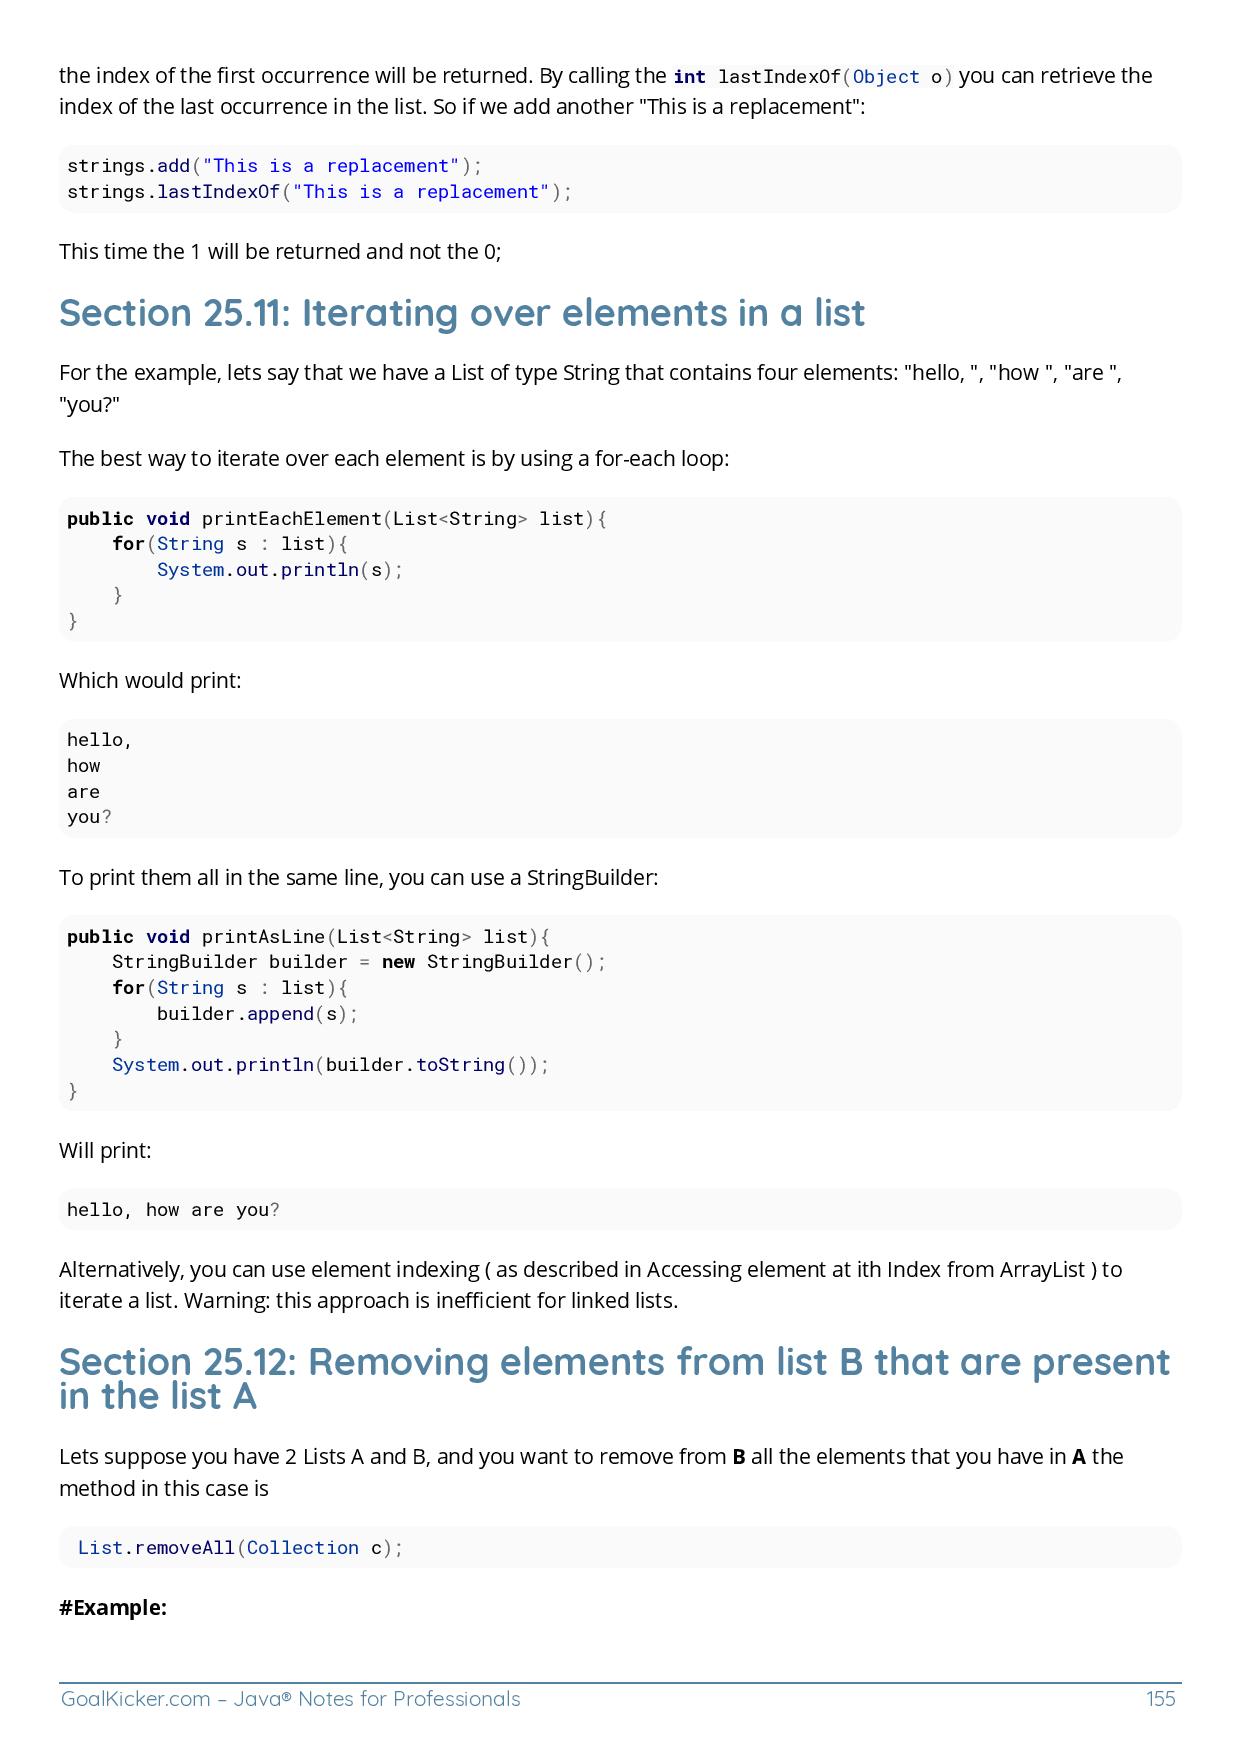 the index of the first occurrence will be returned. By calling the int lastIndexOf(Object o) you can retrieve the
index of the last occurrence in the list. So if we add another "This is a replacement":
strings.add("This is a replacement");
strings.lastIndexOf("This is a replacement");
This time the 1 will be returned and not the 0;
Section 25.11: Iterating over elements in a list
For the example, lets say that we have a List of type String that contains four elements: "hello, ", "how ", "are ",
"you?"
The best way to iterate over each element is by using a for-each loop:
public void printEachElement(List<String> list){
    for(String s : list){
        System.out.println(s);
    }
}
Which would print:
hello,
how
are
you?
To print them all in the same line, you can use a StringBuilder:
public void printAsLine(List<String> list){
    StringBuilder builder = new StringBuilder();
    for(String s : list){
        builder.append(s);
    }
    System.out.println(builder.toString());
}
Will print:
hello, how are you?
Alternatively, you can use element indexing ( as described in Accessing element at ith Index from ArrayList ) to
iterate a list. Warning: this approach is inefficient for linked lists.
Section 25.12: Removing elements from list B that are present
in the list A
Lets suppose you have 2 Lists A and B, and you want to remove from B all the elements that you have in A the
method in this case is
 List.removeAll(Collection c);
#Example:
GoalKicker.com – Java® Notes for Professionals 155